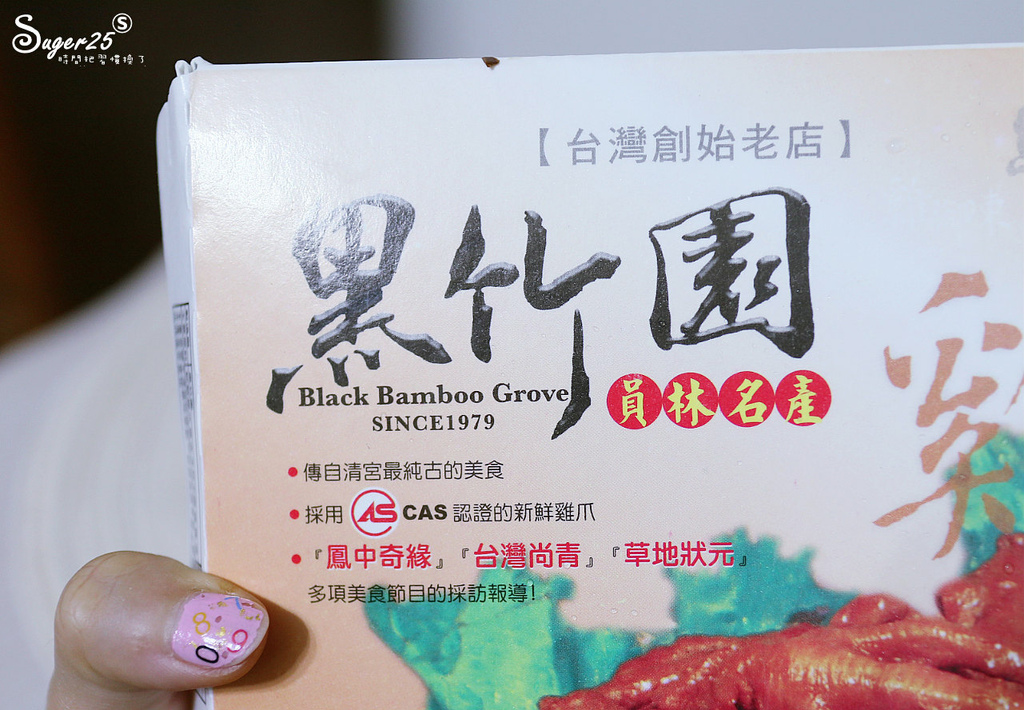 Suger25 S
時間把習慣換了
【台灣創始老店】
黑竹園
Black Bamboo Grove
SINCE1979
員林名產
•傳自清宮最純古的美食
•採用 CAS 認證的新鮮雞爪
•『鳳中奇緣』『台灣尚青』『草地狀元』
多項美食節目的採訪報導!
8 9 0